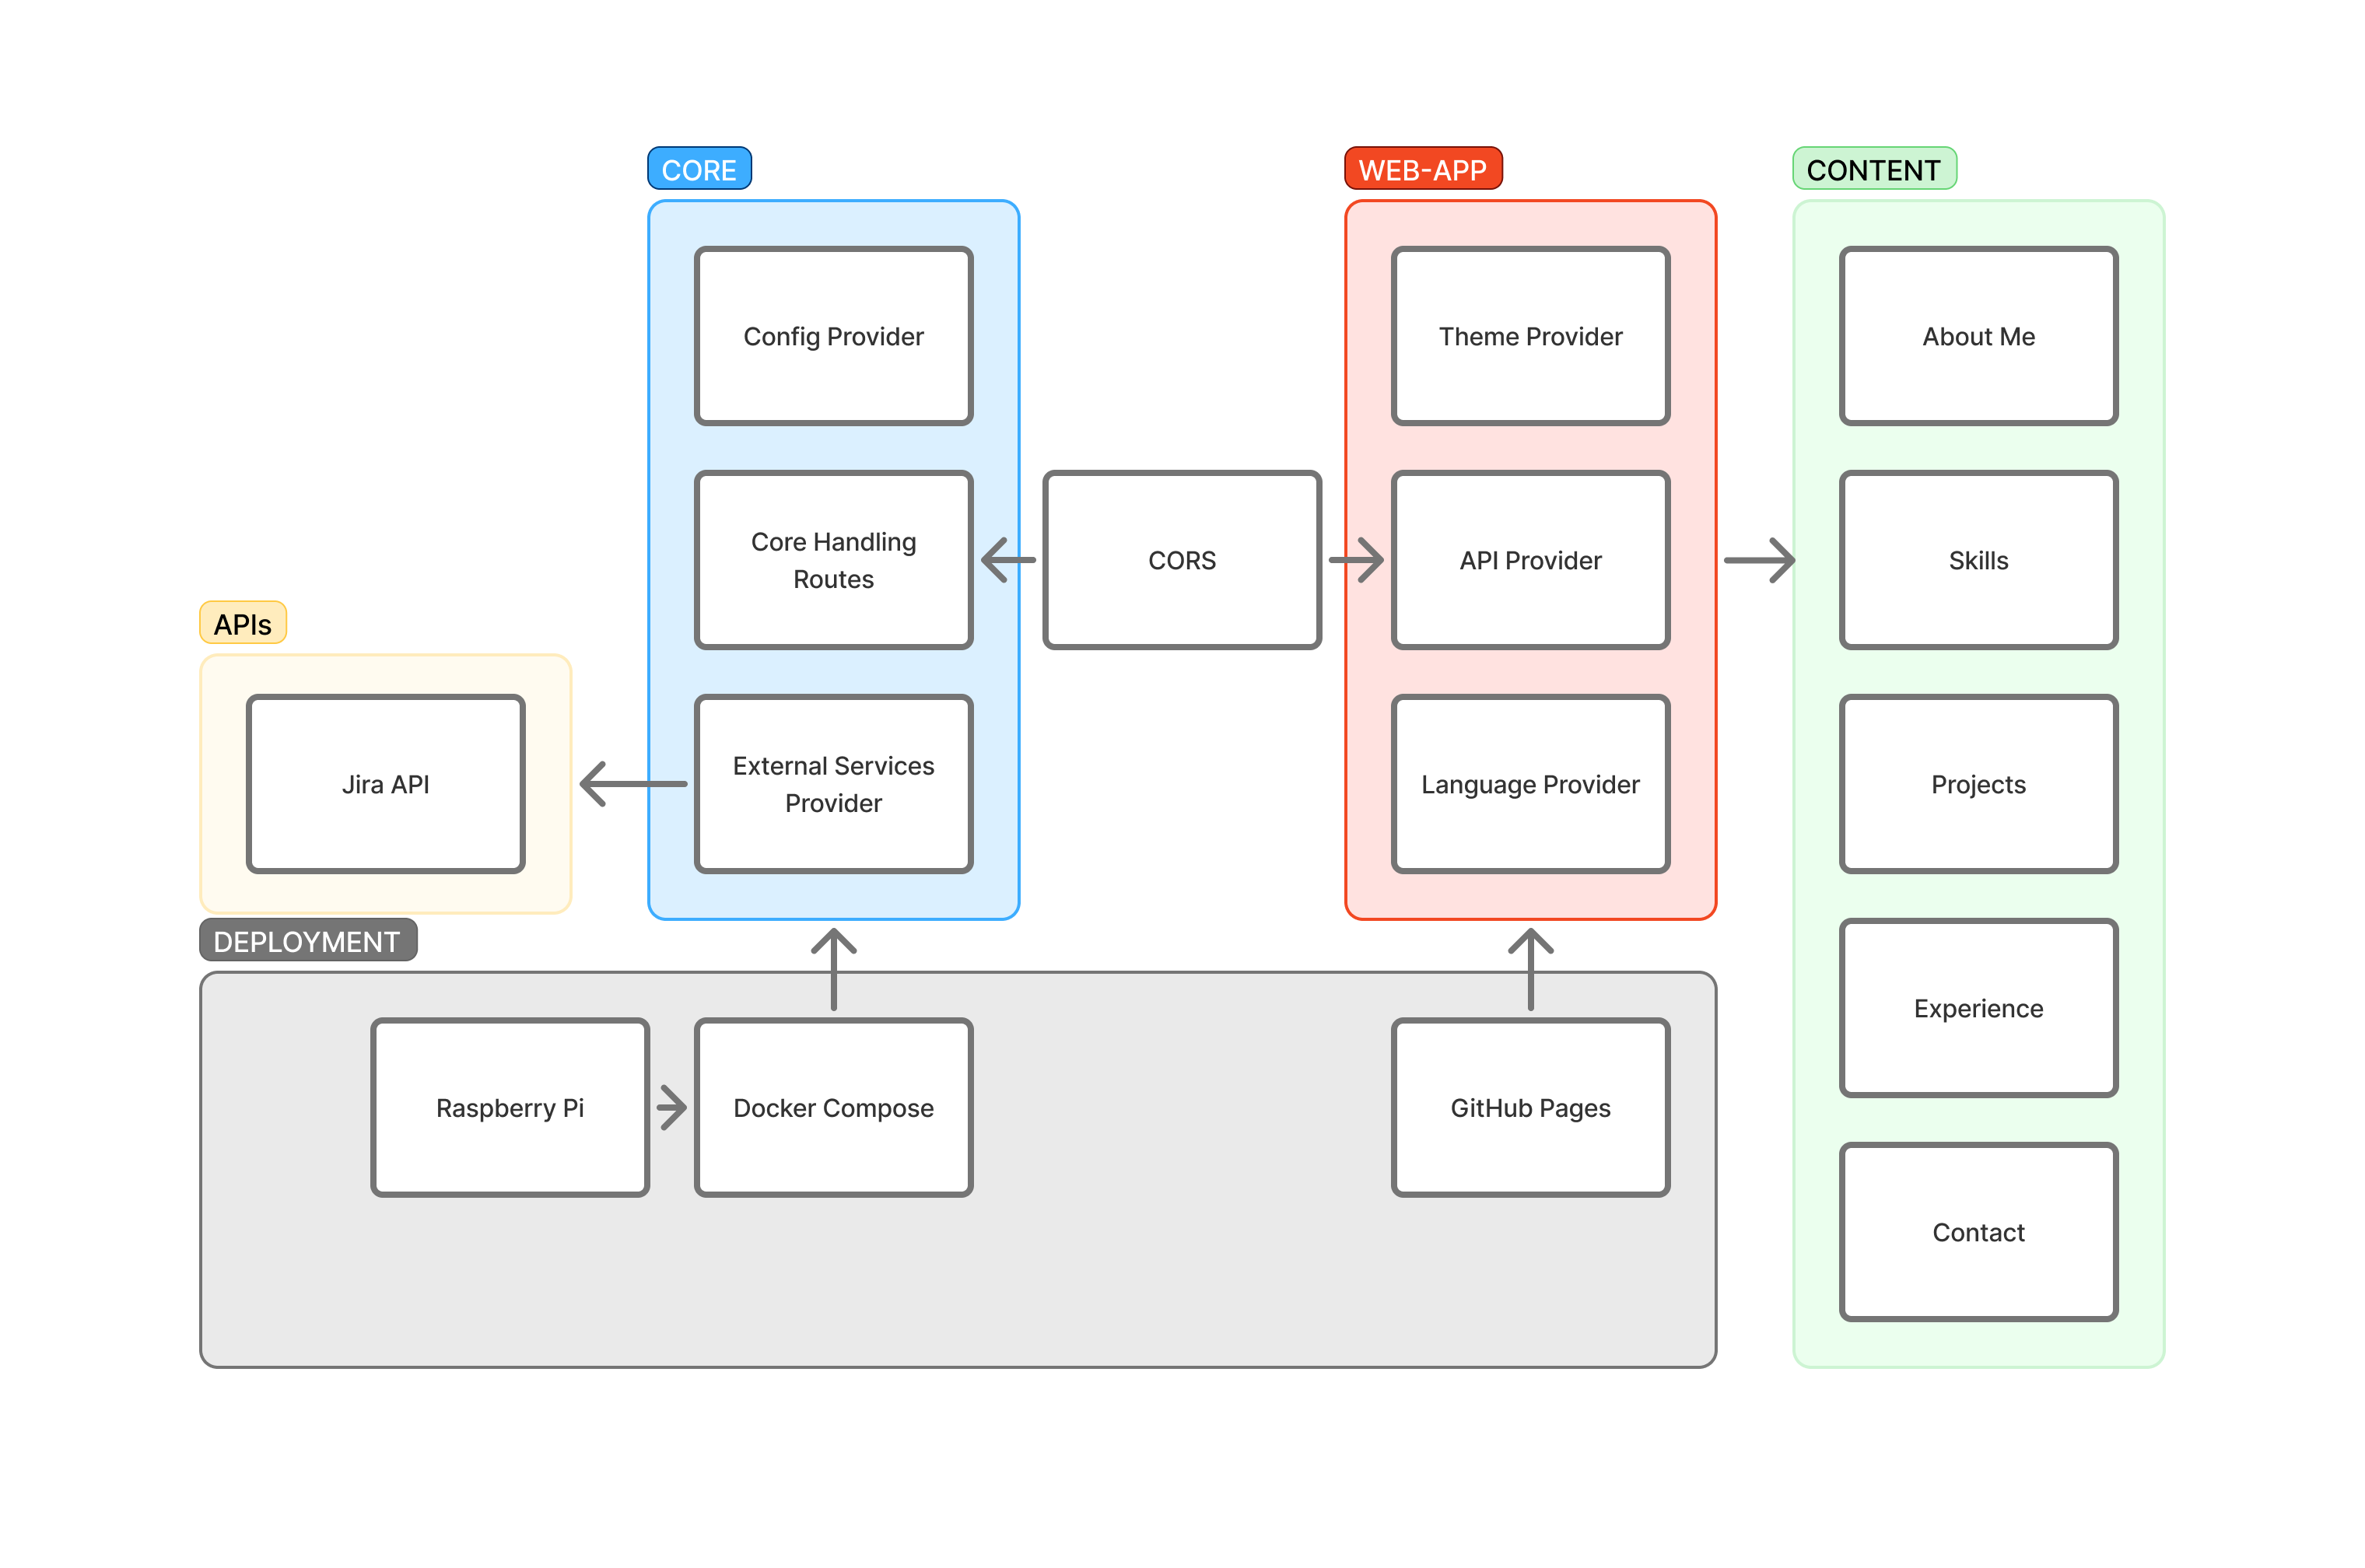 CORE
WEB-APP
CONTENT
Config Provider
Theme Provider
About Me
Core Handling
Routes
CORS
API Provider
Skills
APIs
Jira API
External Services
Provider
Language Provider
Projects
DEPLOYMENT
Experience
Raspberry Pi
Docker Compose
GitHub Pages
Contact